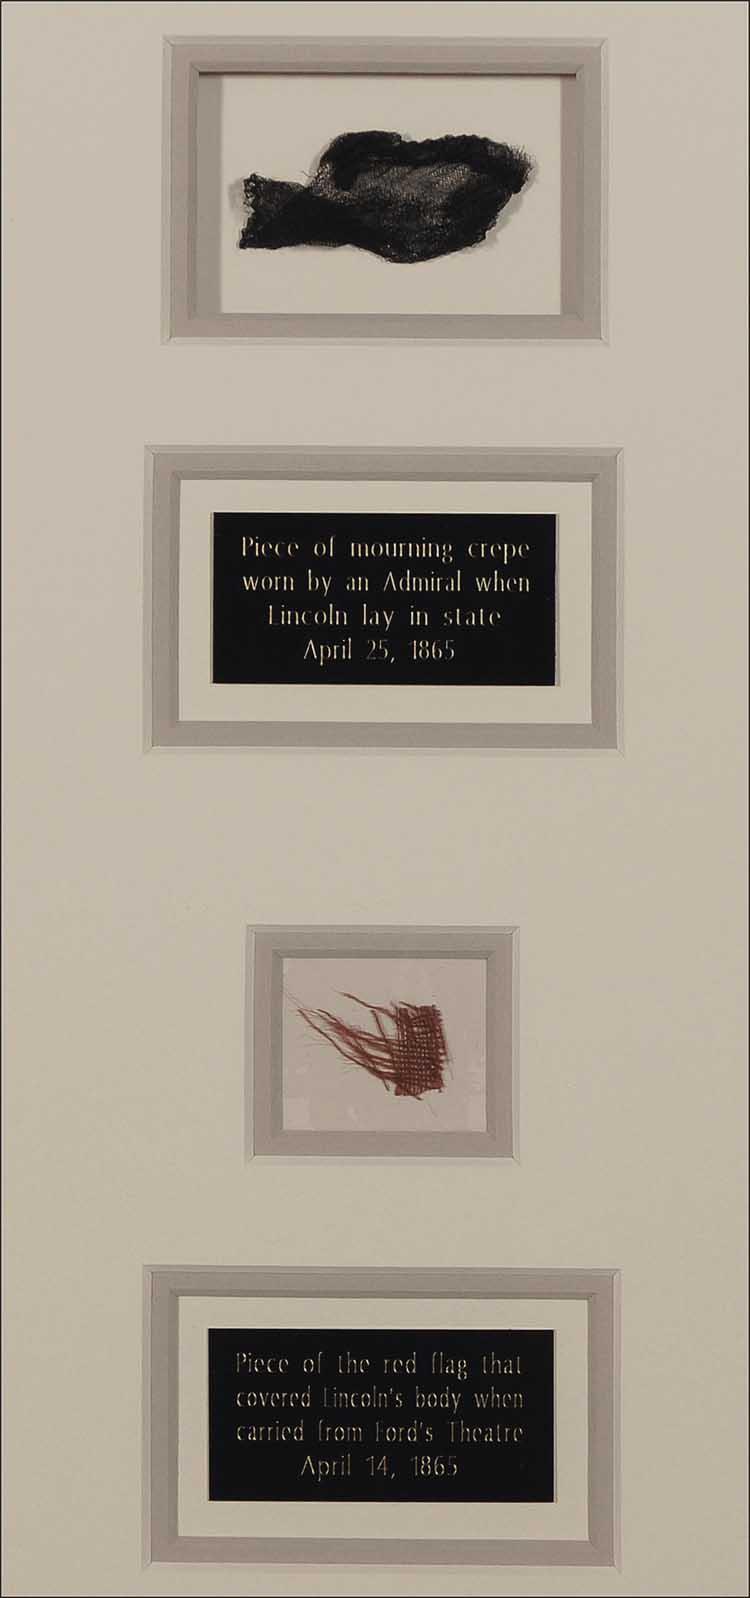 Piece of mourning crepe
worn by an Admiral when
Lincoln lay in state
April 25, 1865
Piece of the red flag that
covered Lincoln's body when
carried from Ford's Theatre
April 14, 1865